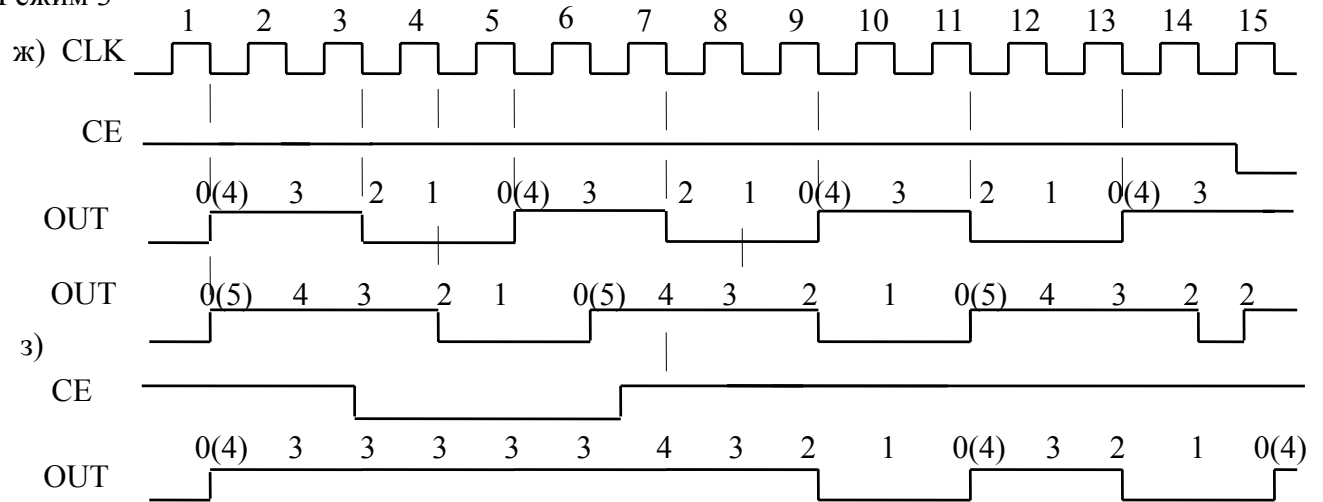 Режим 3
1 2 3 4 5 6 7 8 9 10 11 12 13 14 15
ж) CLK
CE
0(4) 3 2 1 0(4) 3 2 1 0(4) 3 2 1 0(4) 3
OUT
OUT 0(5) 4 3 2 1 0(5) 4 3 2 1 0(5) 4 3 2 2
з)
CE
0(4) 3 3 3 3 3 4 3 2 1 0(4) 3 2 1 0(4)
OUT